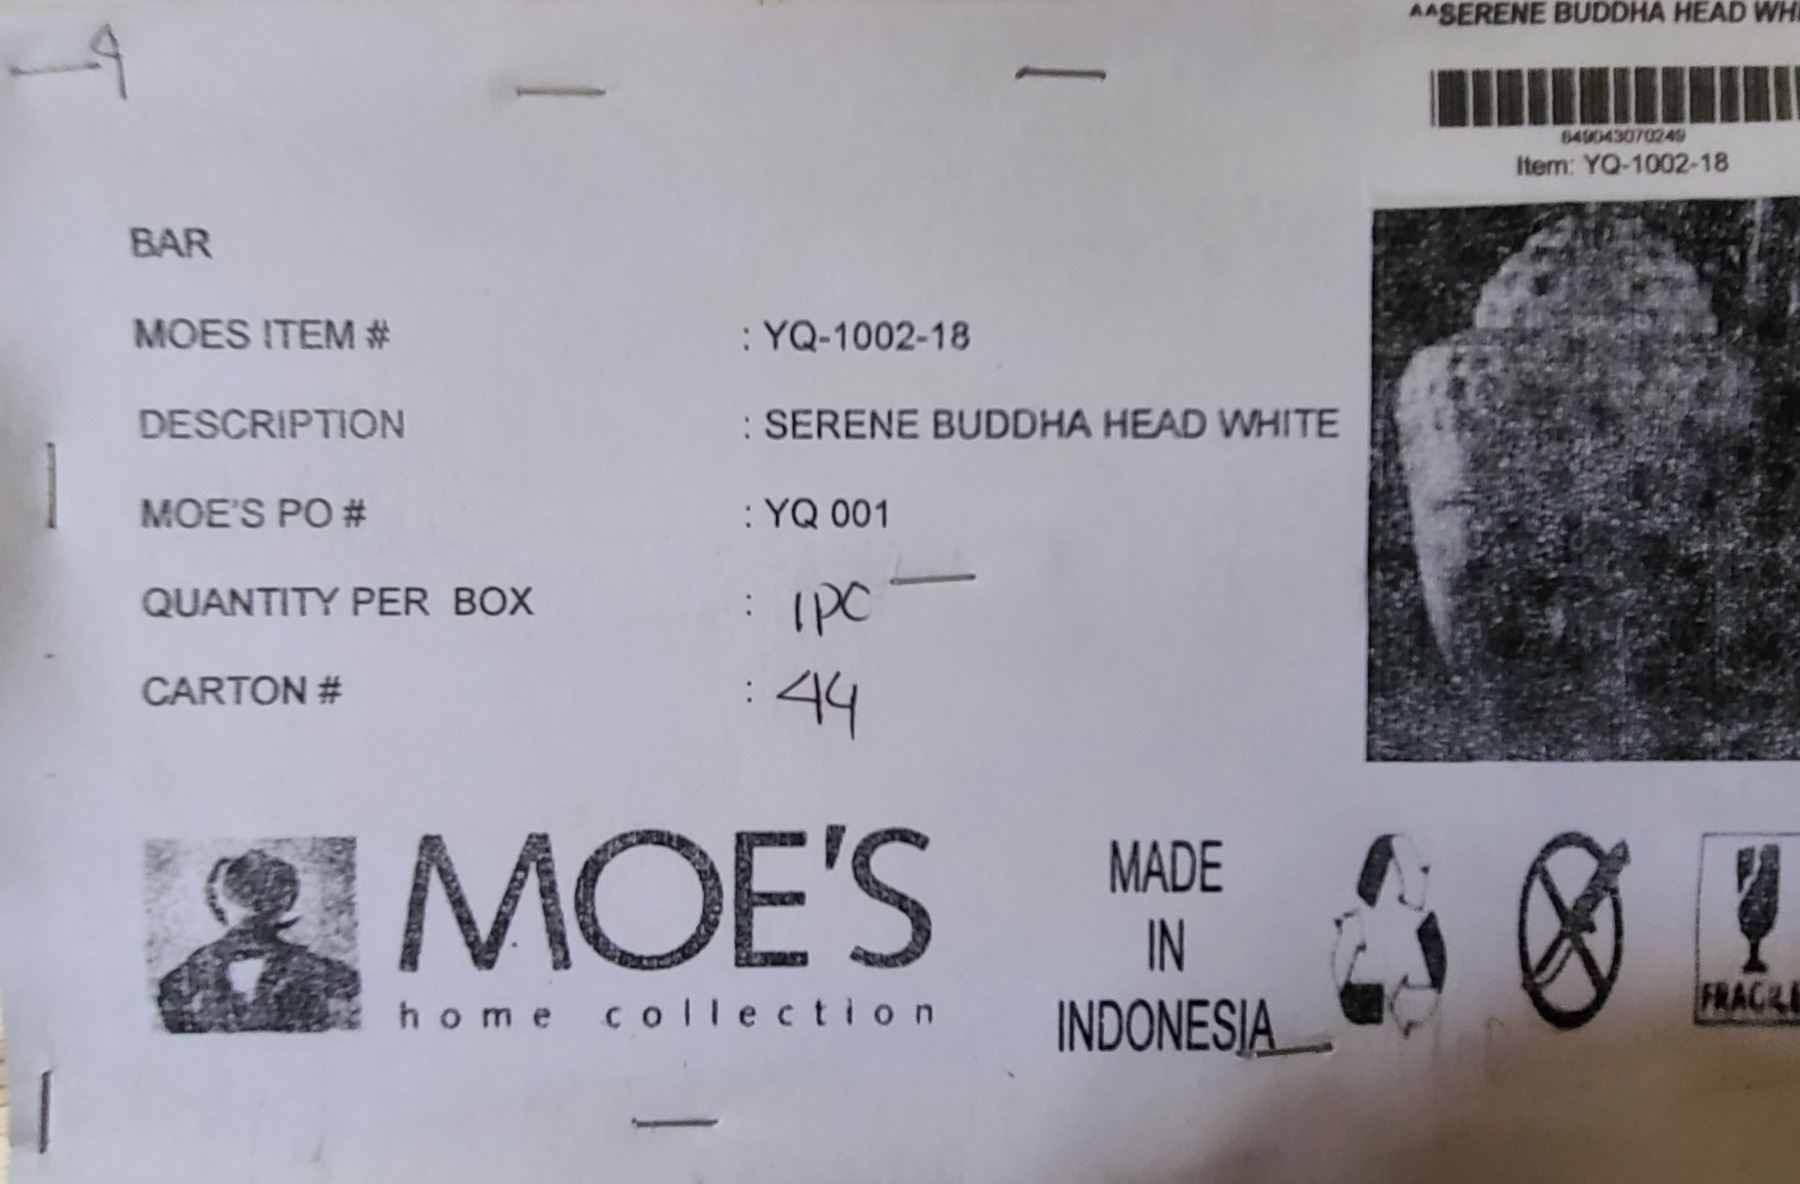 ^^SERENE BUDDHA HEAD WHI
849043070249
Item: YQ-1002-18
4
BAR
MOES ITEM # : YQ-1002-18
DESCRIPTION : SERENE BUDDHA HEAD WHITE
MOE'S PO # : YQ 001
QUANTITY PER BOX : 1PC
CARTON # : 44
MOE'S
home collection
MADE
IN
INDONESIA
FRAGILE